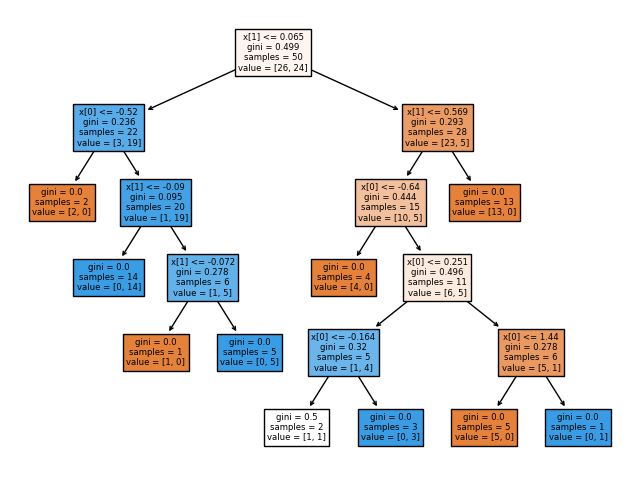 x[1] <= 0.065
gini = 0.499
samples = 50
value = [26, 24]
x[0] <= -0.52
gini = 0.236
samples = 22
value = [3, 19]
x[1] <= 0.569
gini = 0.293
samples = 28
value = [23, 5]
gini = 0.0
samples = 2
value = [2, 0]
x[1] <= -0.09
gini = 0.095
samples = 20
value = [1, 19]
x[0] <= -0.64
gini = 0.444
samples = 15
value = [10, 5]
gini = 0.0
samples = 13
value = [13, 0]
gini = 0.0
samples = 14
value = [0, 14]
x[1] <= -0.072
gini = 0.278
samples = 6
value = [1, 5]
gini = 0.0
samples = 4
value = [4, 0]
x[0] <= 0.251
gini = 0.496
samples = 11
value = [6, 5]
gini = 0.0
samples = 1
value = [1, 0]
gini = 0.0
samples = 5
value = [0, 5]
x[0] <= -0.164
gini = 0.32
samples = 5
value = [1, 4]
x[0] <= 1.44
gini = 0.278
samples = 6
value = [5, 1]
gini = 0.5
samples = 2
value = [1, 1]
gini = 0.0
samples = 3
value = [0, 3]
gini = 0.0
samples = 5
value = [5, 0]
gini = 0.0
samples = 1
value = [0, 1]